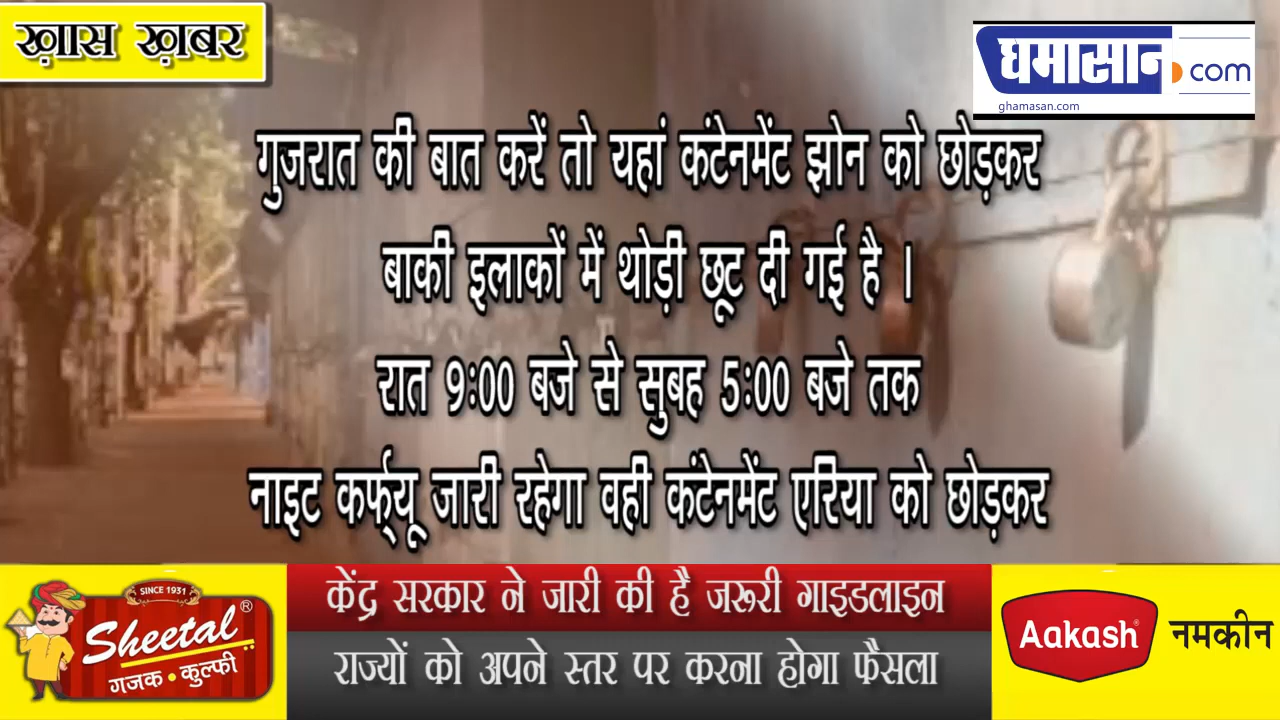 ख़ास ख़बर
घमासान.com
ghamasan.com
गुजरात की बात करें तो यहां कंटेनमेंट झोन को छोड़कर
बाकी इलाकों में थोड़ी छूट दी गई है ।
रात 9:00 बजे से सुबह 5:00 बजे तक
नाइट कर्फ्यू जारी रहेगा वही कंटेनमेंट एरिया को छोड़कर
केंद्र सरकार ने जारी की है जरूरी गाइडलाइन
राज्यों को अपने स्तर पर करना होगा फैसला
SINCE 1931
Sheetal®
गजक • कुल्फी
Aakash® नमकीन